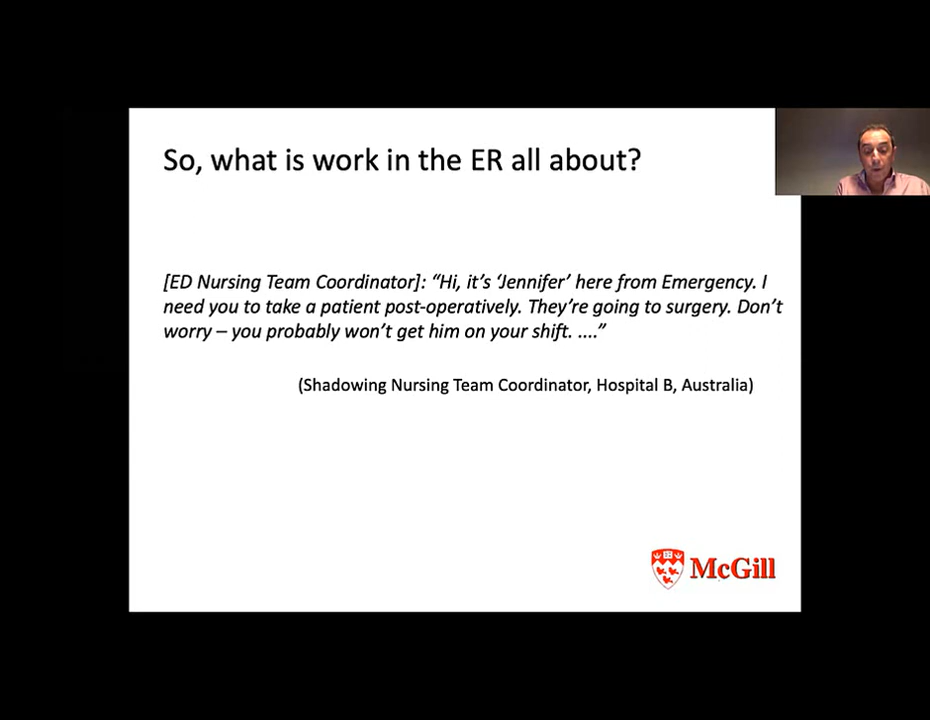 So, what is work in the ER all about?
[ED Nursing Team Coordinator]: “Hi, it’s ‘Jennifer’ here from Emergency. I
need you to take a patient post-operatively. They’re going to surgery. Don’t
worry – you probably won’t get him on your shift. ....”
(Shadowing Nursing Team Coordinator, Hospital B, Australia)
McGill